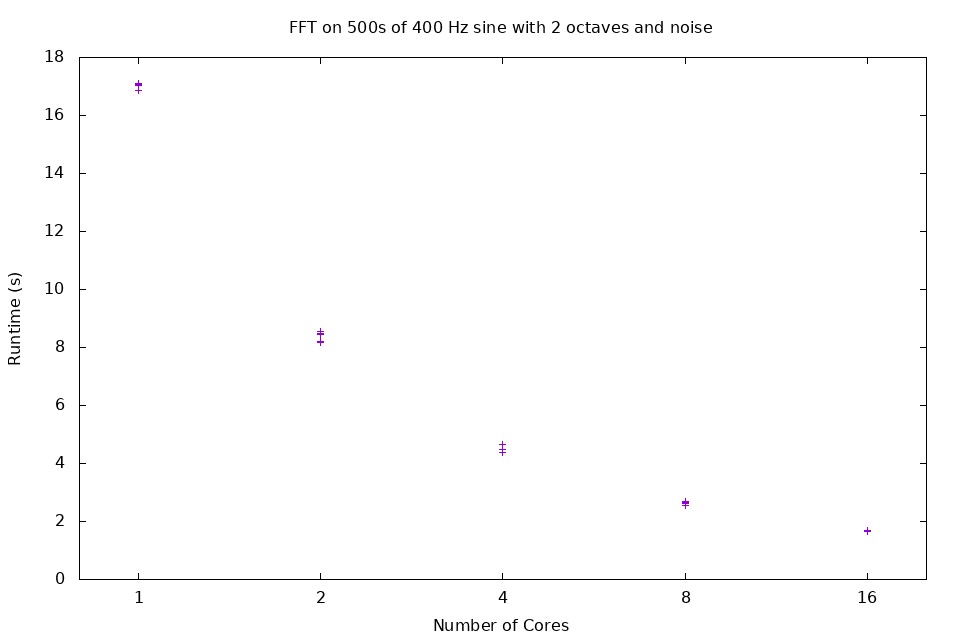 FFT on 500s of 400 Hz sine with 2 octaves and noise
18
16
14
12
10
8
6
4
2
0
Runtime (s)
1 2 4 8 16
Number of Cores